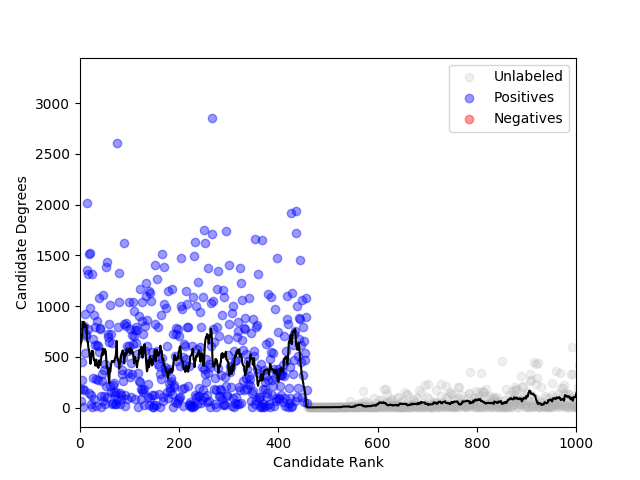 Unlabeled
Positives
Negatives
3000
2500
2000
1500
1000
500
0
Candidate Degrees
0 200 400 600 800 1000
Candidate Rank